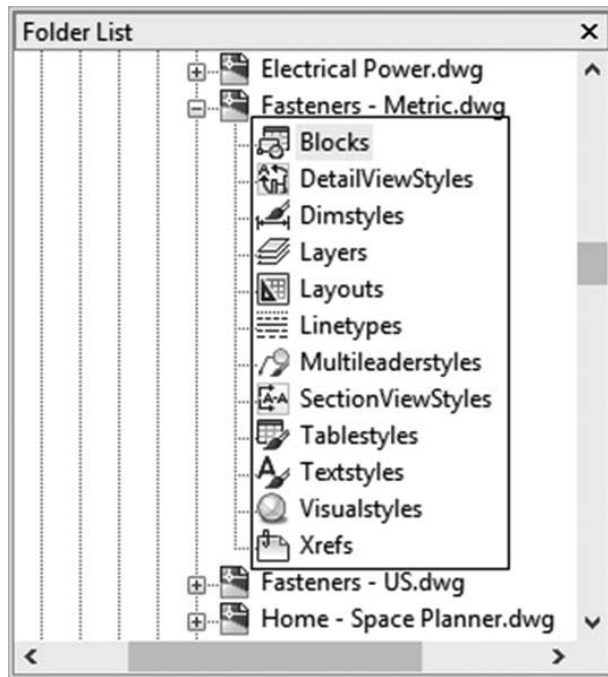 Folder List
Electrical Power.dwg
Fasteners - Metric.dwg
Blocks
DetailViewStyles
Dimstyles
Layers
Layouts
Linetypes
Multileaderstyles
SectionViewStyles
Tablestyles
Textstyles
Visualstyles
Xrefs
Fasteners - US.dwg
Home - Space Planner.dwg